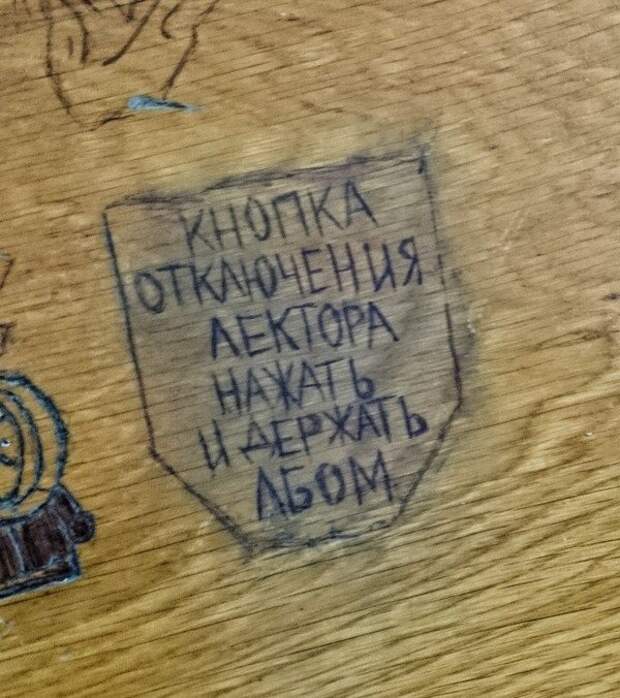 КНОПКА
ОТКЛЮЧЕНИЯ
ЛЕКТОРА
НАЖАТЬ
И ДЕРЖАТЬ
ЛБОМ